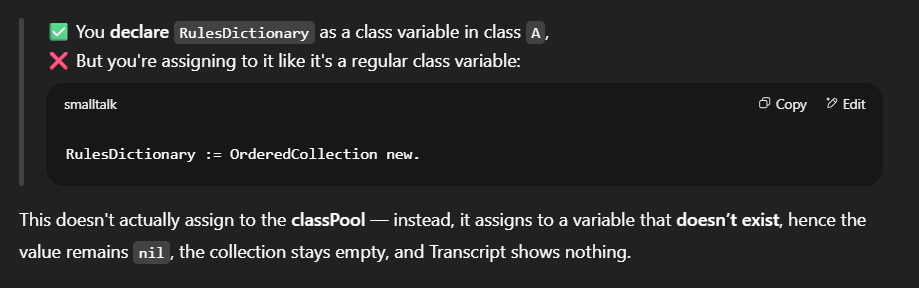 ✅ You declare RulesDictionary as a class variable in class A,
❌ But you're assigning to it like it's a regular class variable:
smalltalk Copy Edit
RulesDictionary := OrderedCollection new.
This doesn't actually assign to the classPool — instead, it assigns to a variable that doesn’t exist, hence the
value remains nil, the collection stays empty, and Transcript shows nothing.